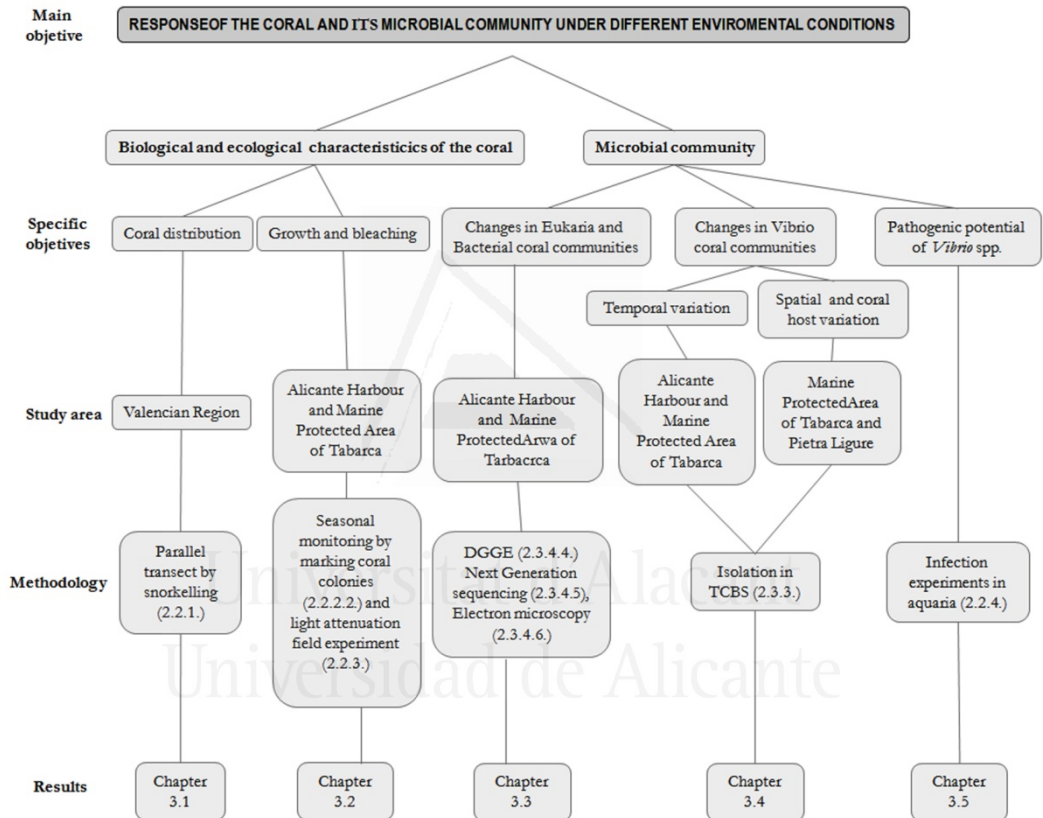 Main
objetive
RESPONSEOF THE CORAL AND ITS MICROBIAL COMMUNITY UNDER DIFFERENT ENVIROMENTAL CONDITIONS
Biological and ecological characteristicics of the coral
Microbial community
Specific
objetives
Coral distribution
Growth and bleaching
Changes in Eukaria and
Bacterial coral communities
Changes in Vibrio
coral communities
Pathogenic potential
of Vibrio spp.
Temporal variation
Spatial and coral
host variation
Study area
Valencian Region
Alicante Harbour
and Marine
Protected Area
of Tabarca
Alicante Harbour
and Marine
ProtectedArwa of
Tarbacrca
Alicante
Harbour and
Marine
Protected Area
of Tabarca
Marine
ProtectedArea
of Tabarca and
Pietra Ligure
Methodology
Parallel
transect by
snorkelling
(2.2.1.)
Seasonal
monitoring by
marking coral
colonies
(2.2.2.2.) and
light attenuation
field experiment
(2.2.3.)
DGGE (2.3.4.4.)
Next Generation
sequencing (2.3.4.5),
Electron microscopy
(2.3.4.6.)
Isolation in
TCBS (2.3.3.)
Infection
experiments in
aquaria (2.2.4.)
Universitat d'Alacant
Universidad de Alicante
Results
Chapter
3.1
Chapter
3.2
Chapter
3.3
Chapter
3.4
Chapter
3.5